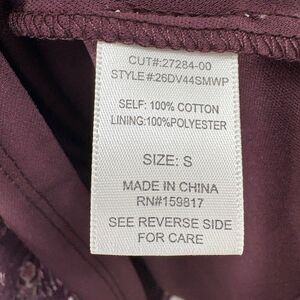 CUT#:27284-00
STYLE#:26DV44SMWP
SELF: 100% COTTON
LINING:100%POLYESTER
SIZE: S
MADE IN CHINA
RN#159817
SEE REVERSE SIDE
FOR CARE